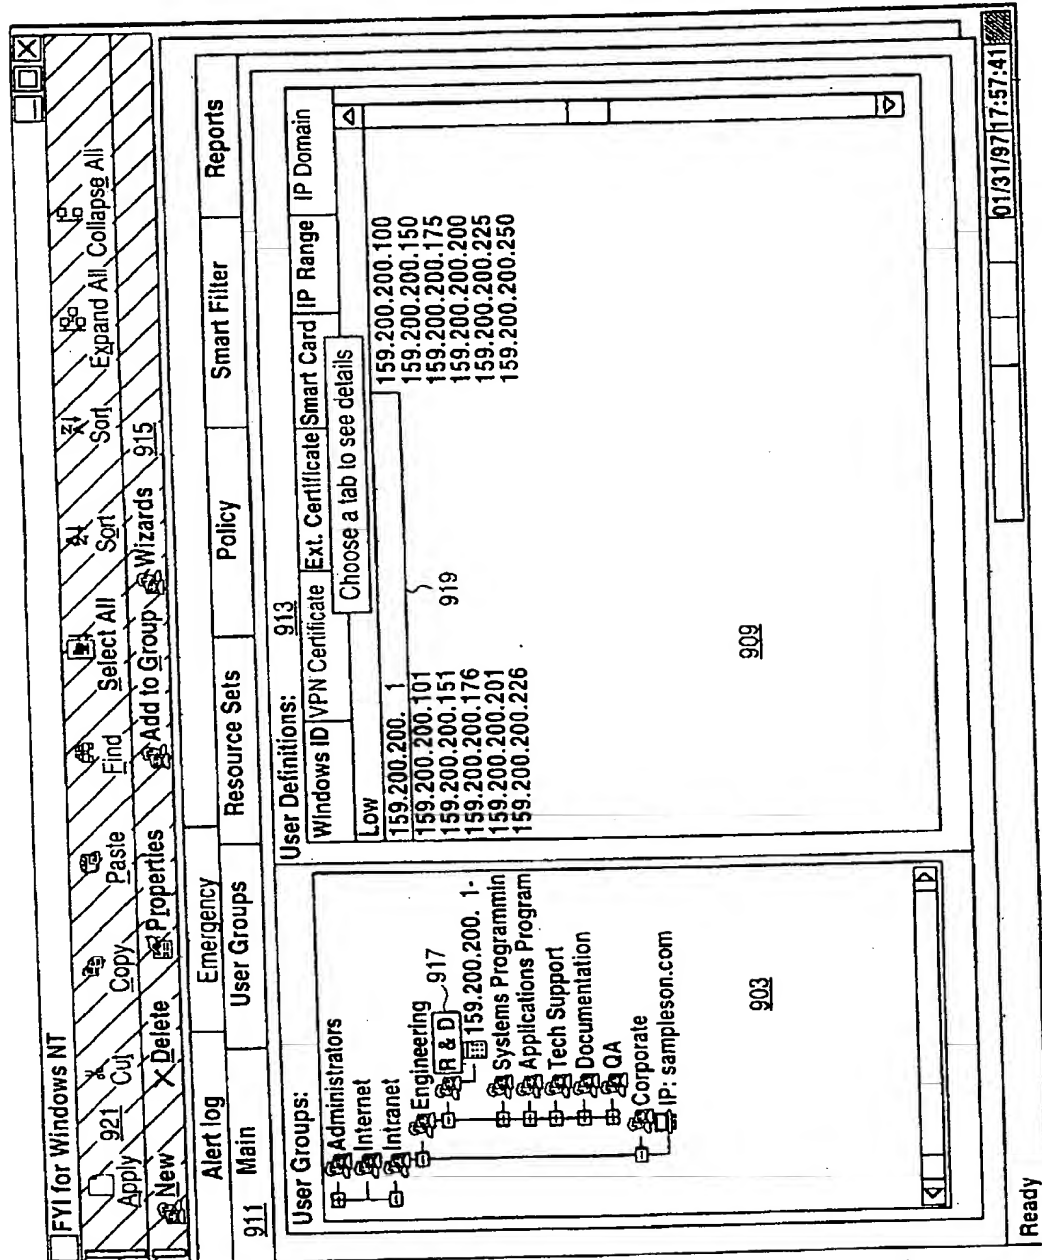 FYI for Windows NT
Apply 921 Cut Copy Paste Find Select All Sort Sort Expand All Collapse All
New Delete Properties Add to Group Wizards 915
Alert log Emergency
911 Main User Groups Resource Sets Policy Smart Filter Reports
User Groups:
Administrators
Internet
Intranet
Engineering
R & D 917
159.200.200. 1-
Systems Programmin
Applications Program
Tech Support
Documentation
QA
Corporate
IP: sampleson.com
903
913
User Definitions:
Windows ID VPN Certificate Ext. Certificate Smart Card IP Range IP Domain
Choose a tab to see details
Low
159.200.200. 1 159.200.200.100
159.200.200.101 159.200.200.150
159.200.200.151 159.200.200.175
159.200.200.176 159.200.200.200
159.200.200.201 159.200.200.225
159.200.200.226 159.200.200.250
919
909
Ready 01/31/97 17:57:41